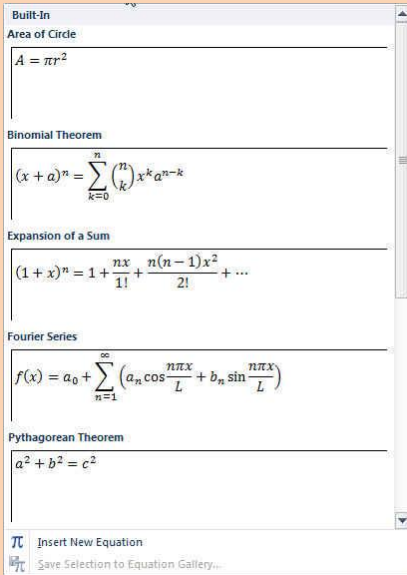 Built-In
Area of Circle
A = πr²
Binomial Theorem
(x + a)ⁿ = ∑_{k=0}^{n} (n k) xᵏaⁿ⁻ᵏ
Expansion of a Sum
(1 + x)ⁿ = 1 + nx/1! + n(n − 1)x²/2! + ⋯
Fourier Series
f(x) = a₀ + ∑_{n=1}^{∞} (aₙ cos nπx/L + bₙ sin nπx/L)
Pythagorean Theorem
a² + b² = c²
π Insert New Equation
π Save Selection to Equation Gallery...